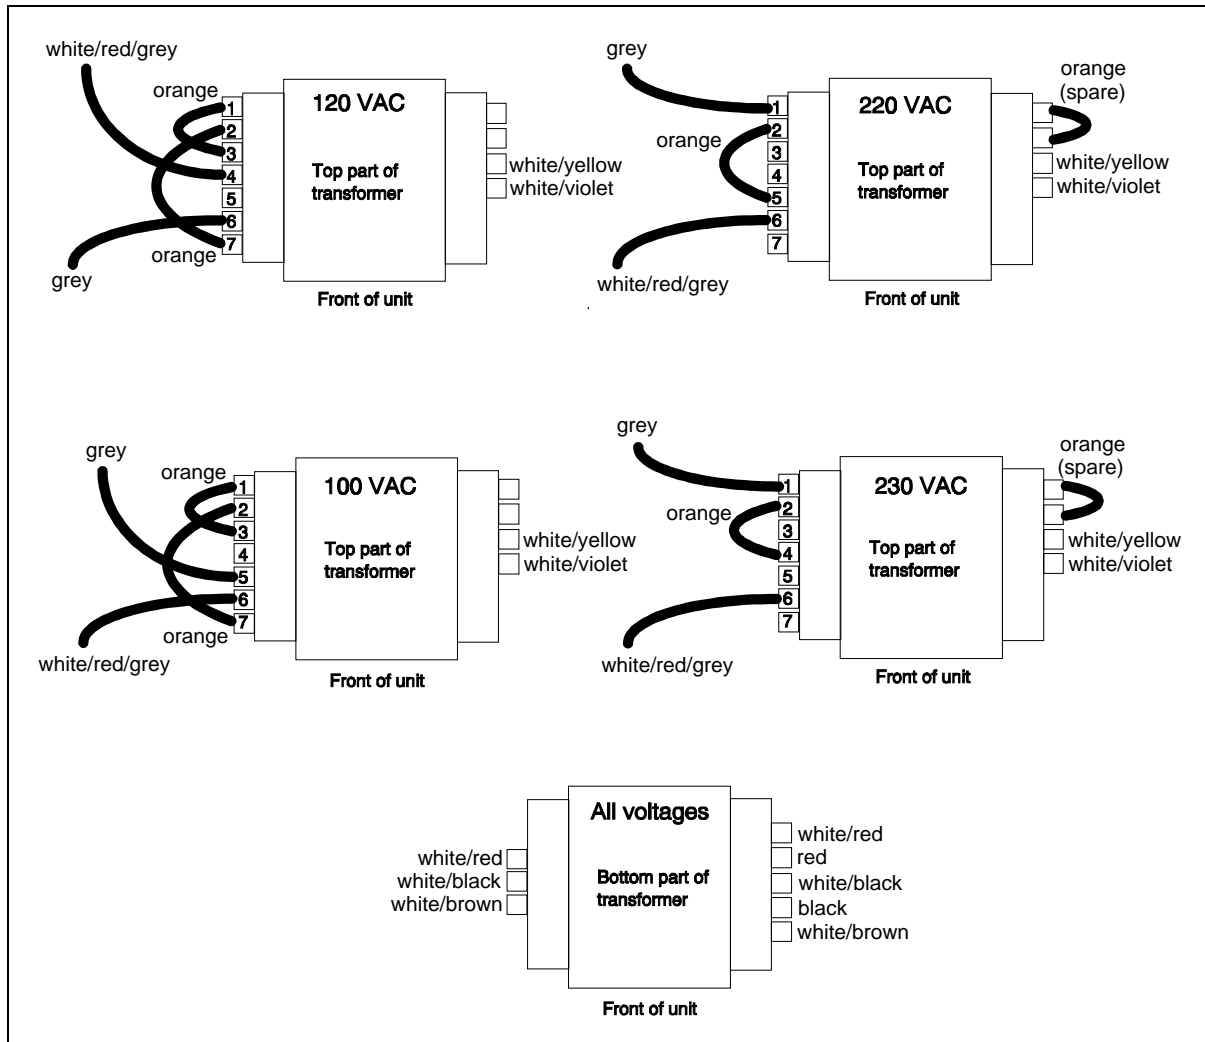 white/red/grey
orange
1
2
3
4
5
6
7
grey
orange
120 VAC
Top part of
transformer
white/yellow
white/violet
Front of unit
grey
orange
1
2
3
4
5
6
7
white/red/grey
220 VAC
Top part of
transformer
orange
(spare)
white/yellow
white/violet
Front of unit
grey
orange
1
2
3
4
5
6
7
white/red/grey
orange
100 VAC
Top part of
transformer
white/yellow
white/violet
Front of unit
grey
orange
1
2
3
4
5
6
7
white/red/grey
230 VAC
Top part of
transformer
orange
(spare)
white/yellow
white/violet
Front of unit
All voltages
Bottom part of
transformer
white/red
white/black
white/brown
white/red
red
white/black
black
white/brown
Front of unit